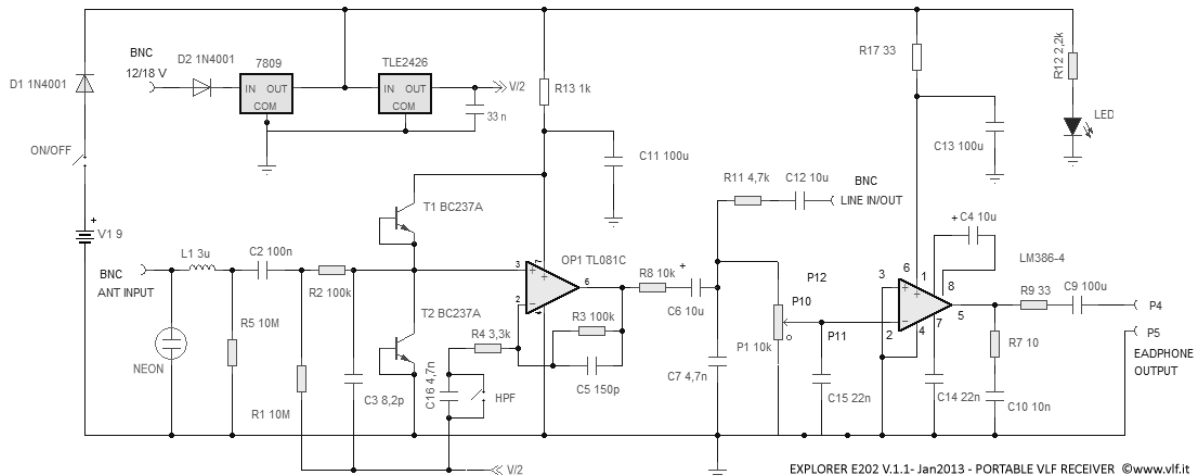 BNC
12/18 V
D2 1N4001
7809
IN OUT
COM
TLE2426
IN OUT
COM
V/2
33 n
D1 1N4001
ON/OFF
+
V1 9
R13 1k
C11 100u
R17 33
C13 100u
R12 2,2k
LED
T1 BC237A
T2 BC237A
BNC
ANT INPUT
L1 3u
C2 100n
R2 100k
R5 10M
NEON
R1 10M
C3 8,2p
C16 4,7n
HPF
R4 3,3k
3
2
7
+
-
4
6
OP1 TL081C
R3 100k
C5 150p
R8 10k
+
C6 10u
R11 4,7k
C12 10u
BNC
LINE IN/OUT
P12
P10
P11
P1 10k
C7 4,7n
C15 22n
3
2
6
1
8
+
+
-
4
7
5
+ C4 10u
LM386-4
R9 33
C9 100u
R7 10
C14 22n
C10 10n
P4
P5
EADPHONE
OUTPUT
V/2
EXPLORER E202 V.1.1- Jan2013 - PORTABLE VLF RECEIVER ©www.vlf.it